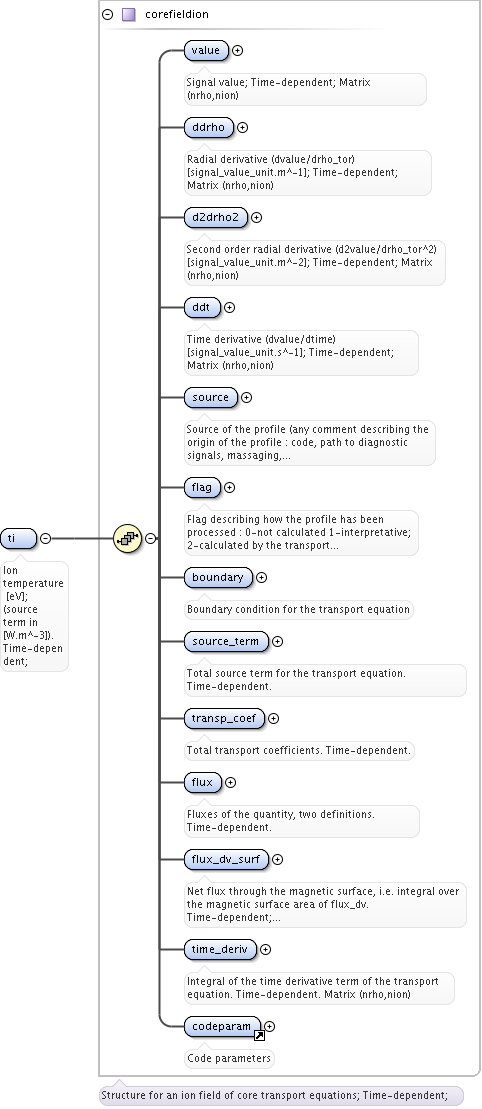 corefieldion
value
Signal value; Time-dependent; Matrix
(nrho,nion)
ddrho
Radial derivative (dvalue/drho_tor)
[signal_value_unit.m^-1]; Time-dependent;
Matrix (nrho,nion)
d2drho2
Second order radial derivative (d2value/drho_tor^2)
[signal_value_unit.m^-2]; Time-dependent; Matrix
(nrho,nion)
ddt
Time derivative (dvalue/dtime)
[signal_value_unit.s^-1]; Time-dependent;
Matrix (nrho,nion)
source
Source of the profile (any comment describing the
origin of the profile : code, path to diagnostic
signals, massaging,...
flag
Flag describing how the profile has been
processed : 0-not calculated 1-interpretative;
2-calculated by the transport...
ti
Ion
temperature
[eV];
(source
term in
[W.m^-3]).
Time-depen
dent;
boundary
Boundary condition for the transport equation
source_term
Total source term for the transport equation.
Time-dependent.
transp_coef
Total transport coefficients. Time-dependent.
flux
Fluxes of the quantity, two definitions.
Time-dependent.
flux_dv_surf
Net flux through the magnetic surface, i.e. integral over
the magnetic surface area of flux_dv.
Time-dependent;...
time_deriv
Integral of the time derivative term of the transport
equation. Time-dependent. Matrix (nrho,nion)
codeparam
Code parameters
Structure for an ion field of core transport equations; Time-dependent;